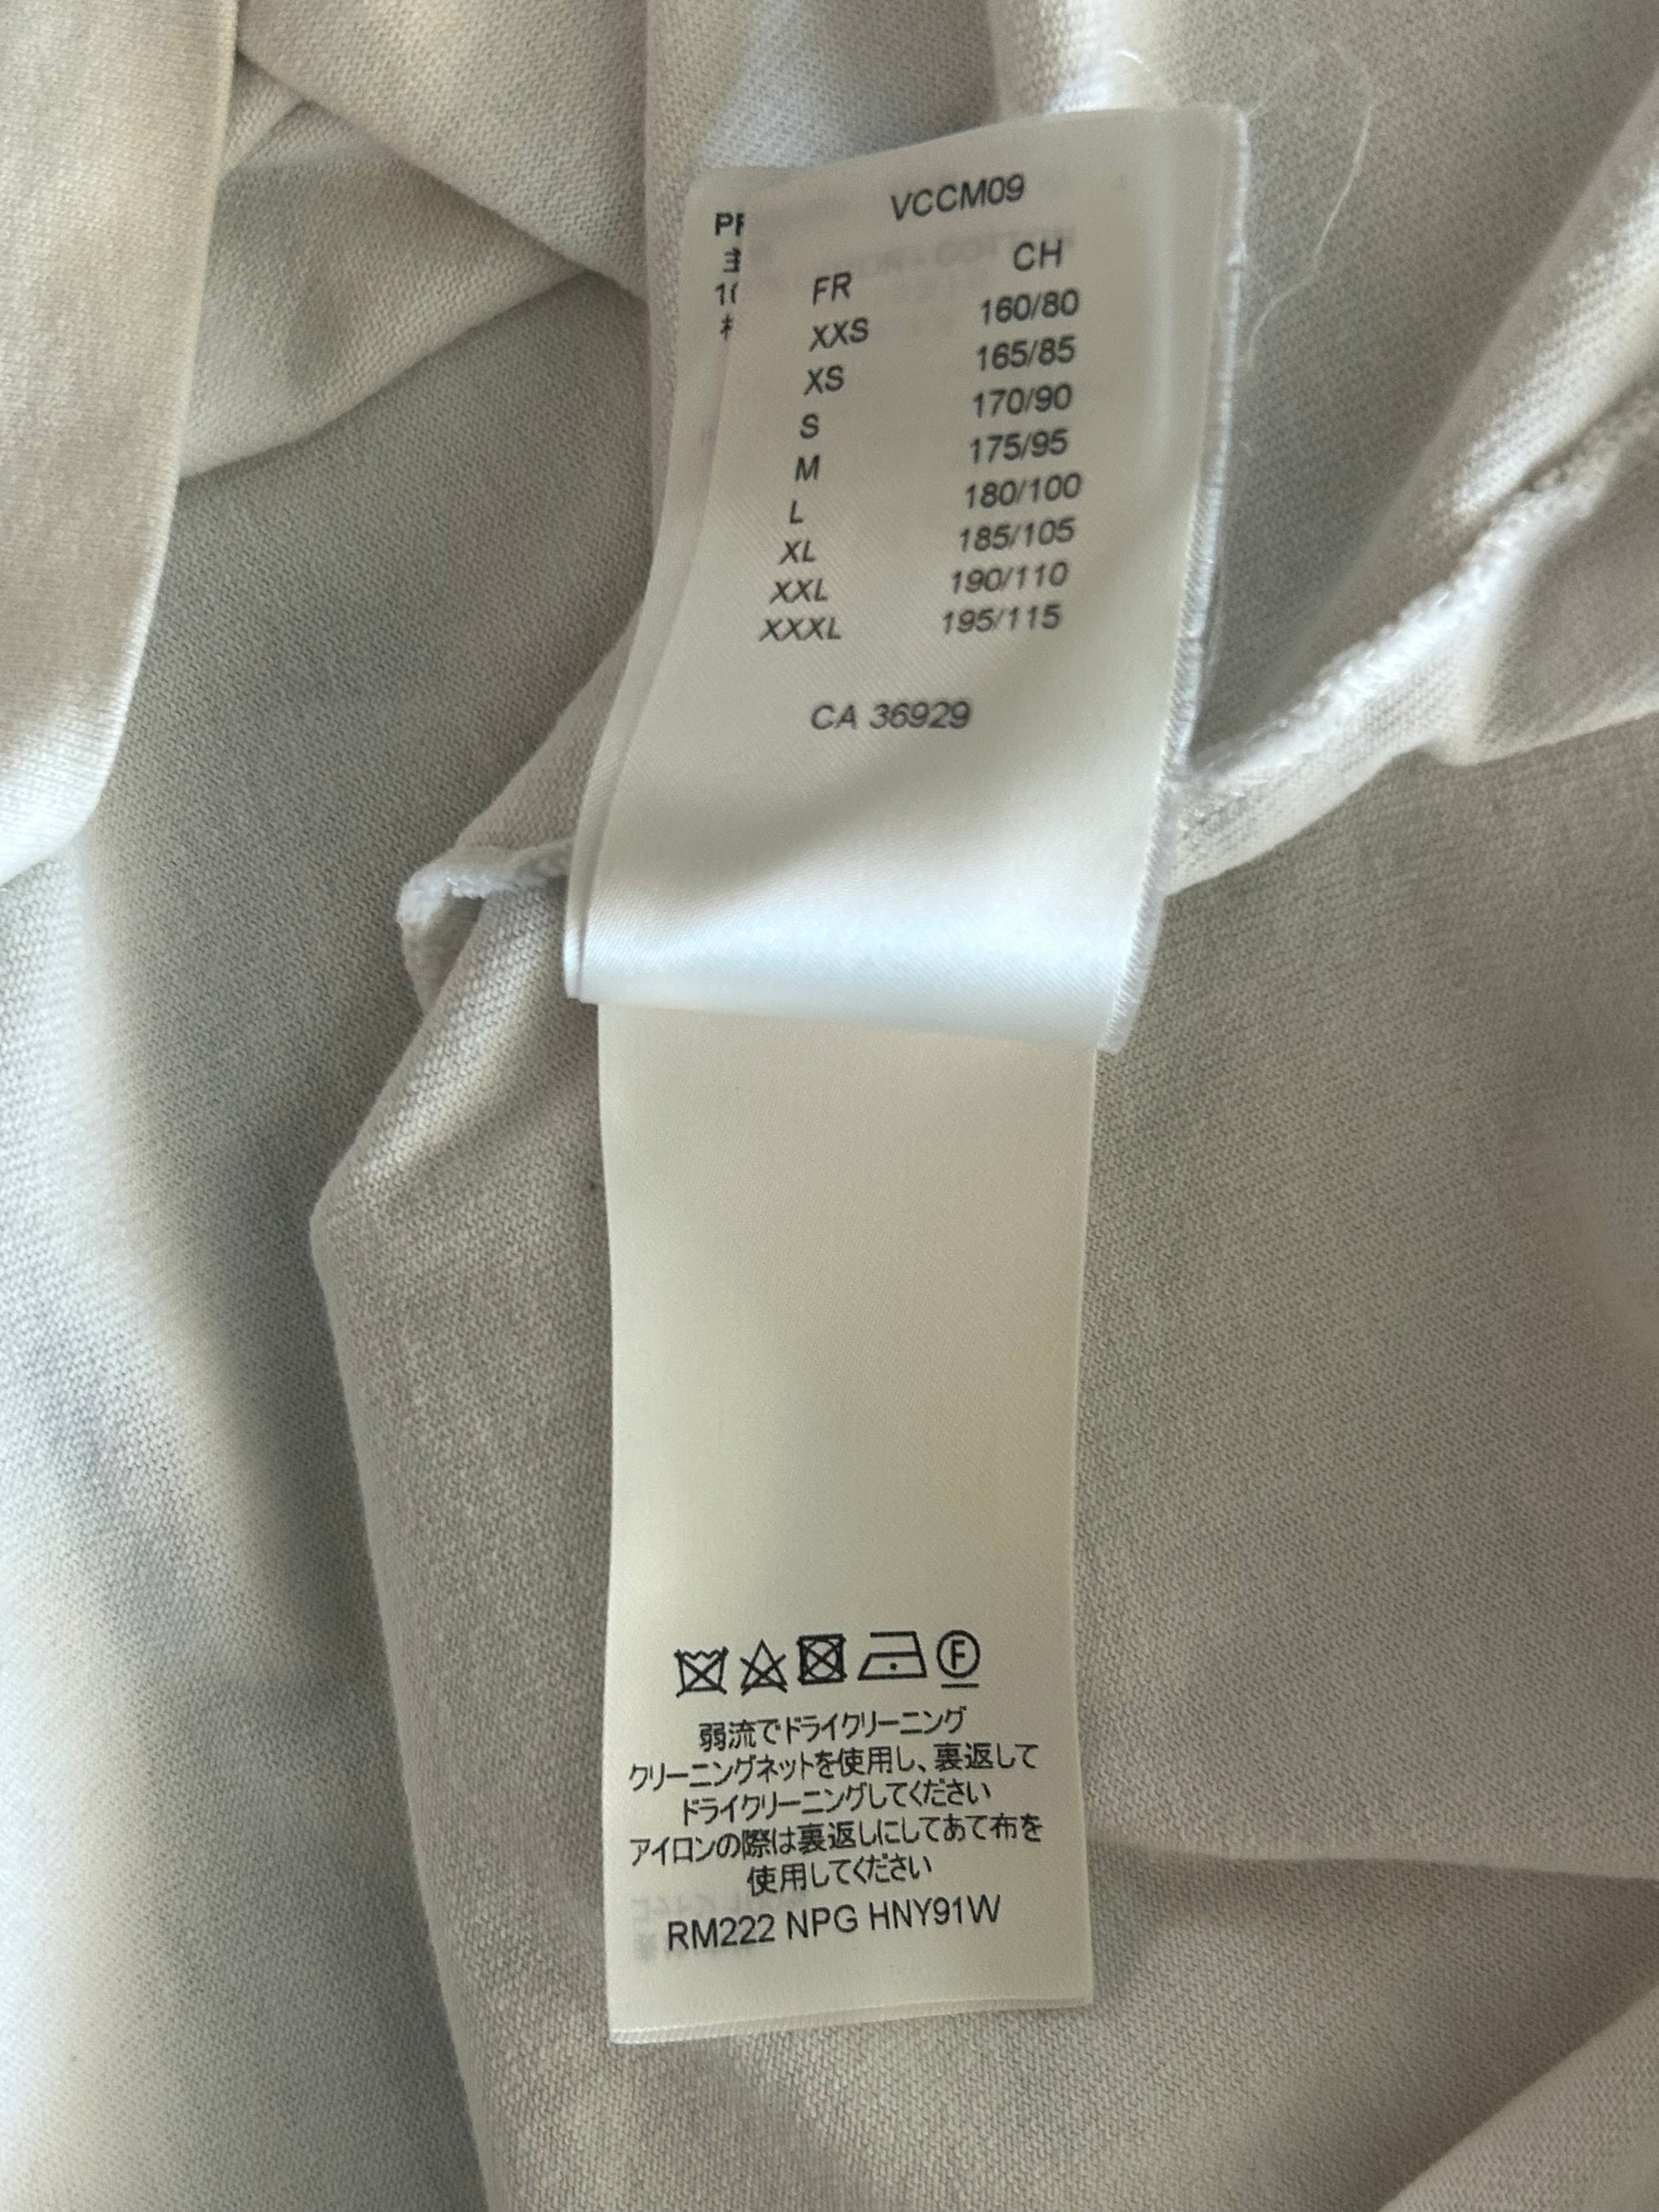 VCCM09
FR CH
XXS 160/80
XS 165/85
S 170/90
M 175/95
L 180/100
XL 185/105
XXL 190/110
XXXL 195/115
CA 36929
F
弱流でドライクリーニング
クリーニングネットを使用し、裏返して
ドライクリーニングしてください
アイロンの際は裏返しにしてあて布を
使用してください
RM222 NPG HNY91W